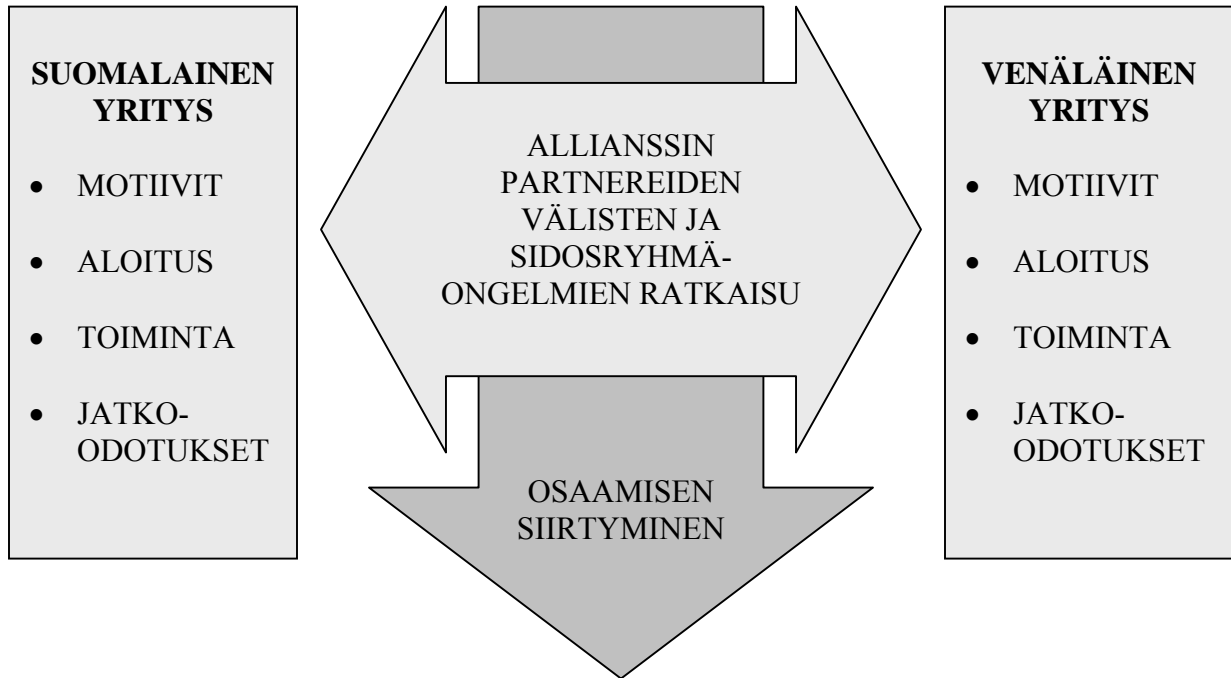 SUOMALAINEN
YRITYS
• MOTIIVIT
• ALOITUS
• TOIMINTA
• JATKO-
ODOTUKSET
ALLIANSSIN
PARTNEREIDEN
VÄLISTEN JA
SIDOSRYHMÄ-
ONGELMIEN RATKAISU
OSAAMISEN
SIIRTYMINEN
VENÄLÄINEN
YRITYS
• MOTIIVIT
• ALOITUS
• TOIMINTA
• JATKO-
ODOTUKSET